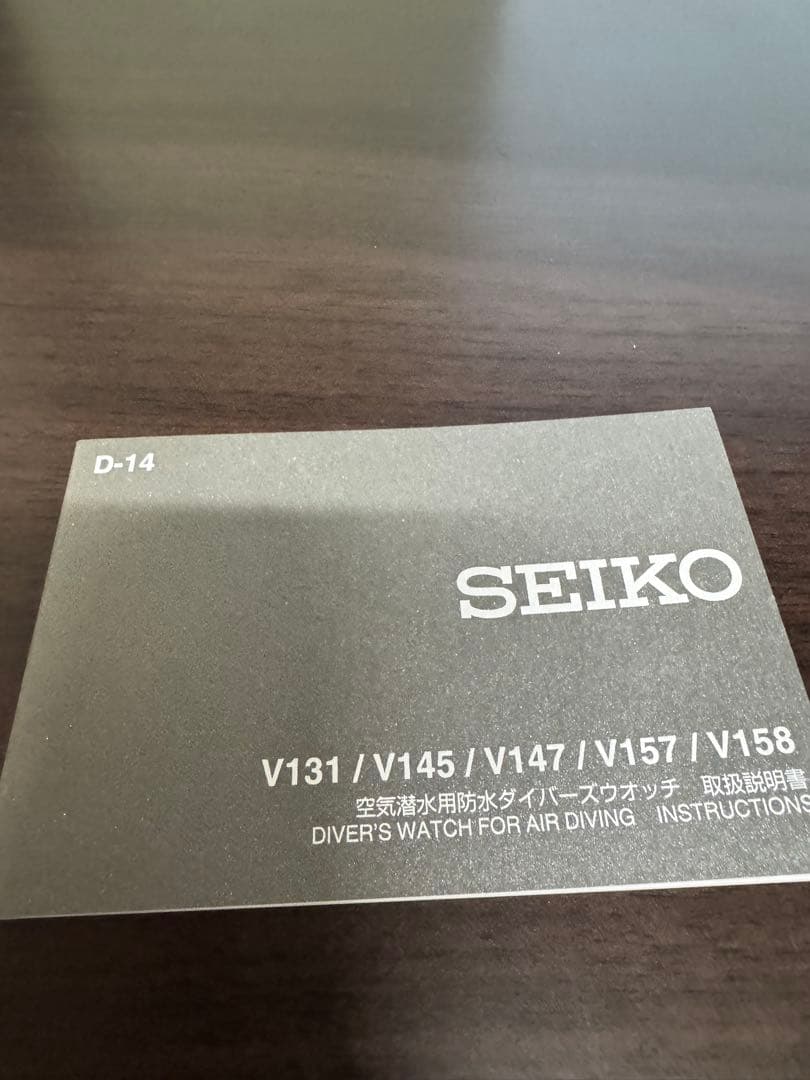 D-14
SEIKO
V131 / V145 / V147 / V157 / V158
空気潜水用防水ダイバーズウオッチ 取扱説明書
DIVER'S WATCH FOR AIR DIVING INSTRUCTIONS